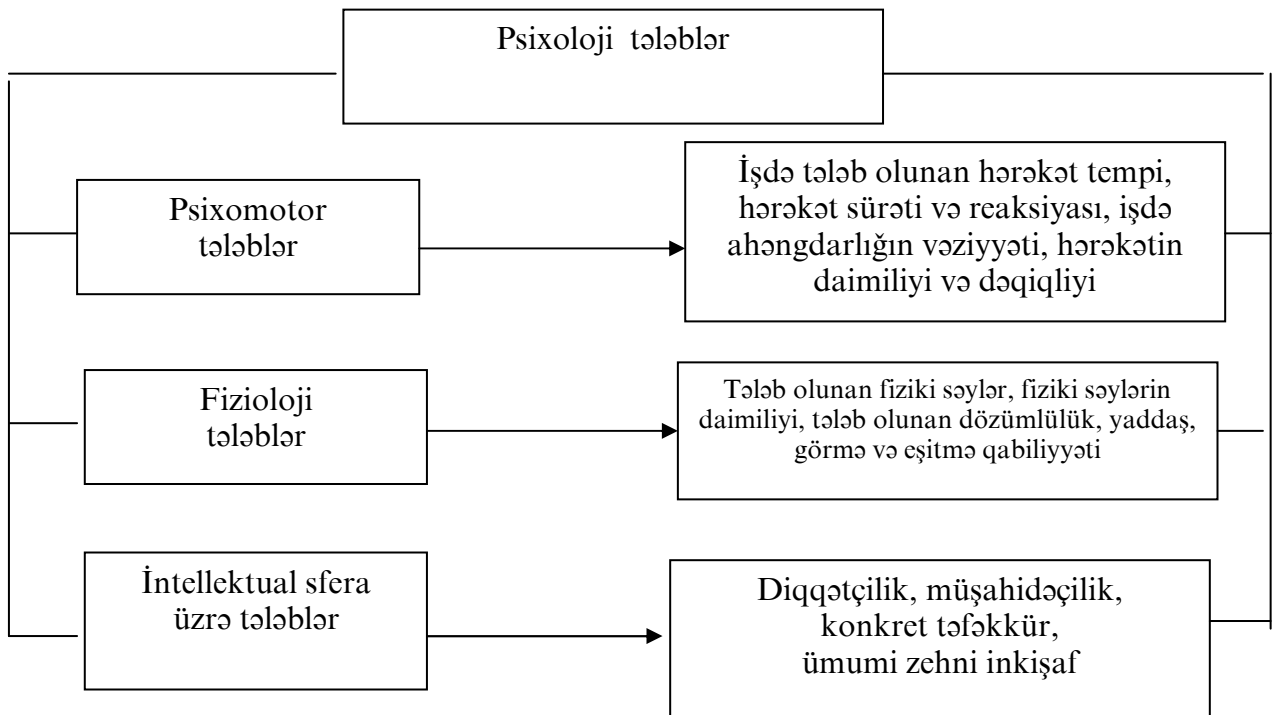 Psixoloji tələblər
Psixomotor
tələblər
İşdə tələb olunan hərəkət tempi,
hərəkət sürəti və reaksiyası, işdə
ahəngdarlığın vəziyyəti, hərəkətin
daimiliyi və dəqiqliyi
Fizioloji
tələblər
Tələb olunan fiziki səylər, fiziki səylərin
daimiliyi, tələb olunan dözümlülük, yaddaş,
görmə və eşitmə qabiliyyəti
İntellektual sfera
üzrə tələblər
Diqqətçilik, müşahidəçilik,
konkret təfəkkür,
ümumi zehni inkişaf